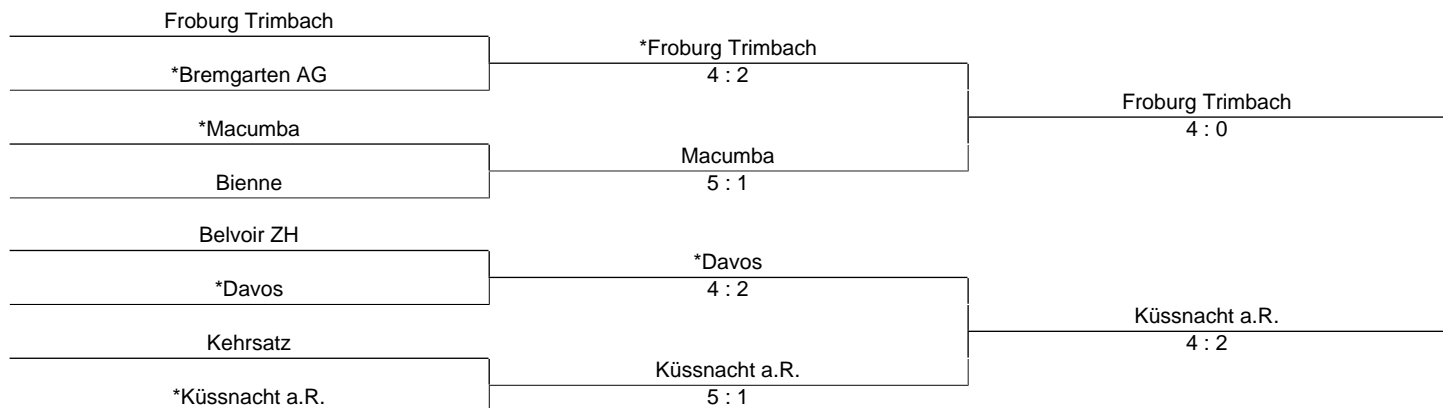 Froburg Trimbach
*Bremgarten AG
*Macumba
Bienne
Belvoir ZH
*Davos
Kehrsatz
*Küssnacht a.R.
*Froburg Trimbach
4 : 2
Macumba
5 : 1
*Davos
4 : 2
Küssnacht a.R.
5 : 1
Froburg Trimbach
4 : 0
Küssnacht a.R.
4 : 2